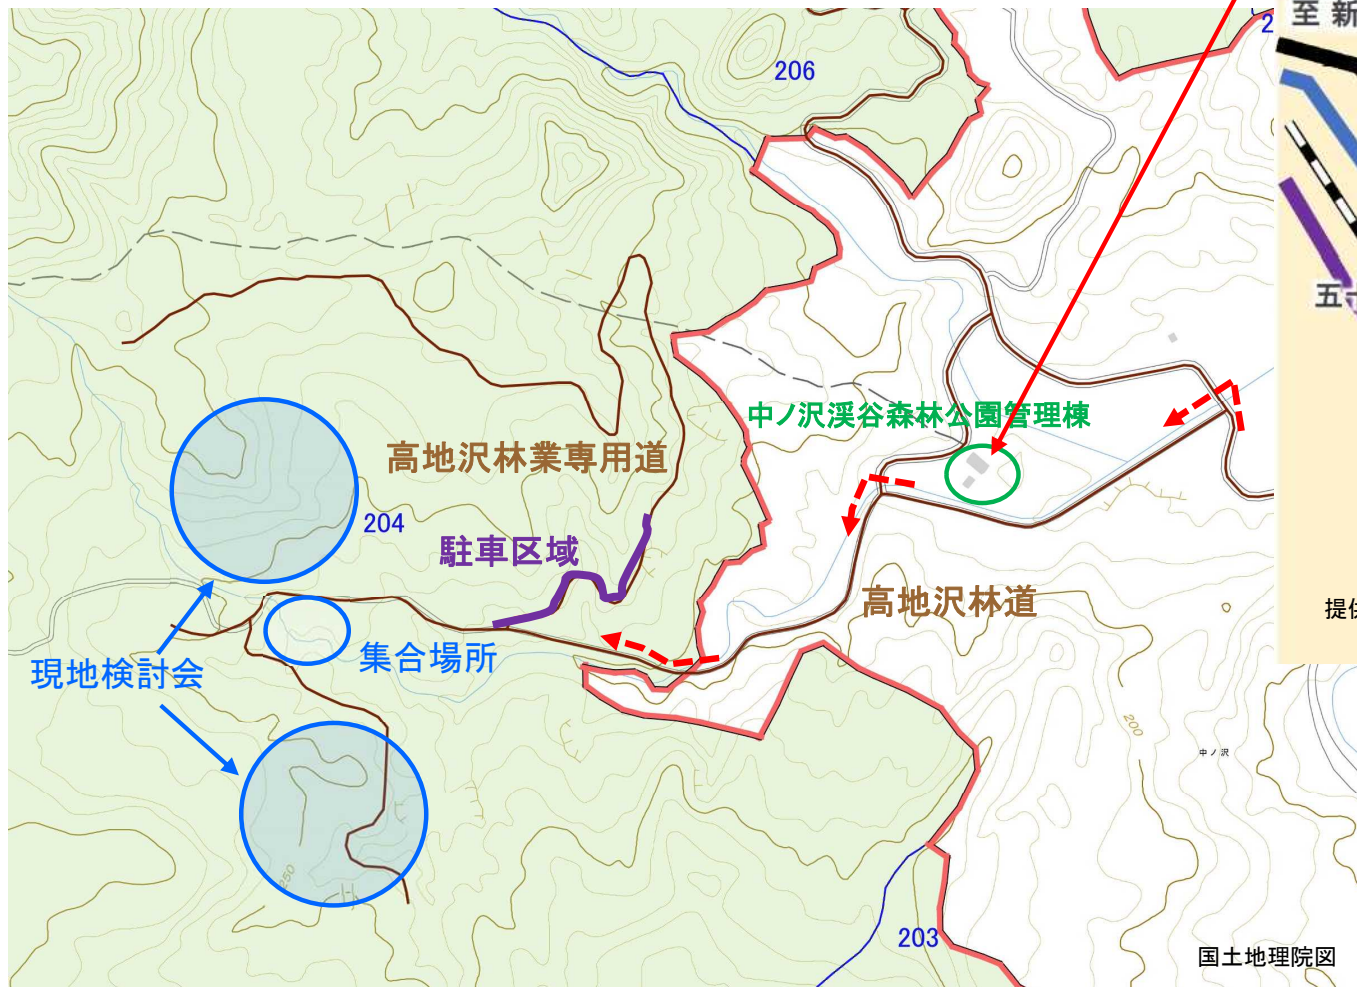 至 新
2
206
五
中ノ沢渓谷森林公園管理棟
高地沢林業専用道
204
駐車区域
高地沢林道
提供
集合場所
現地検討会
200
中ノ沢
250
203
国土地理院図